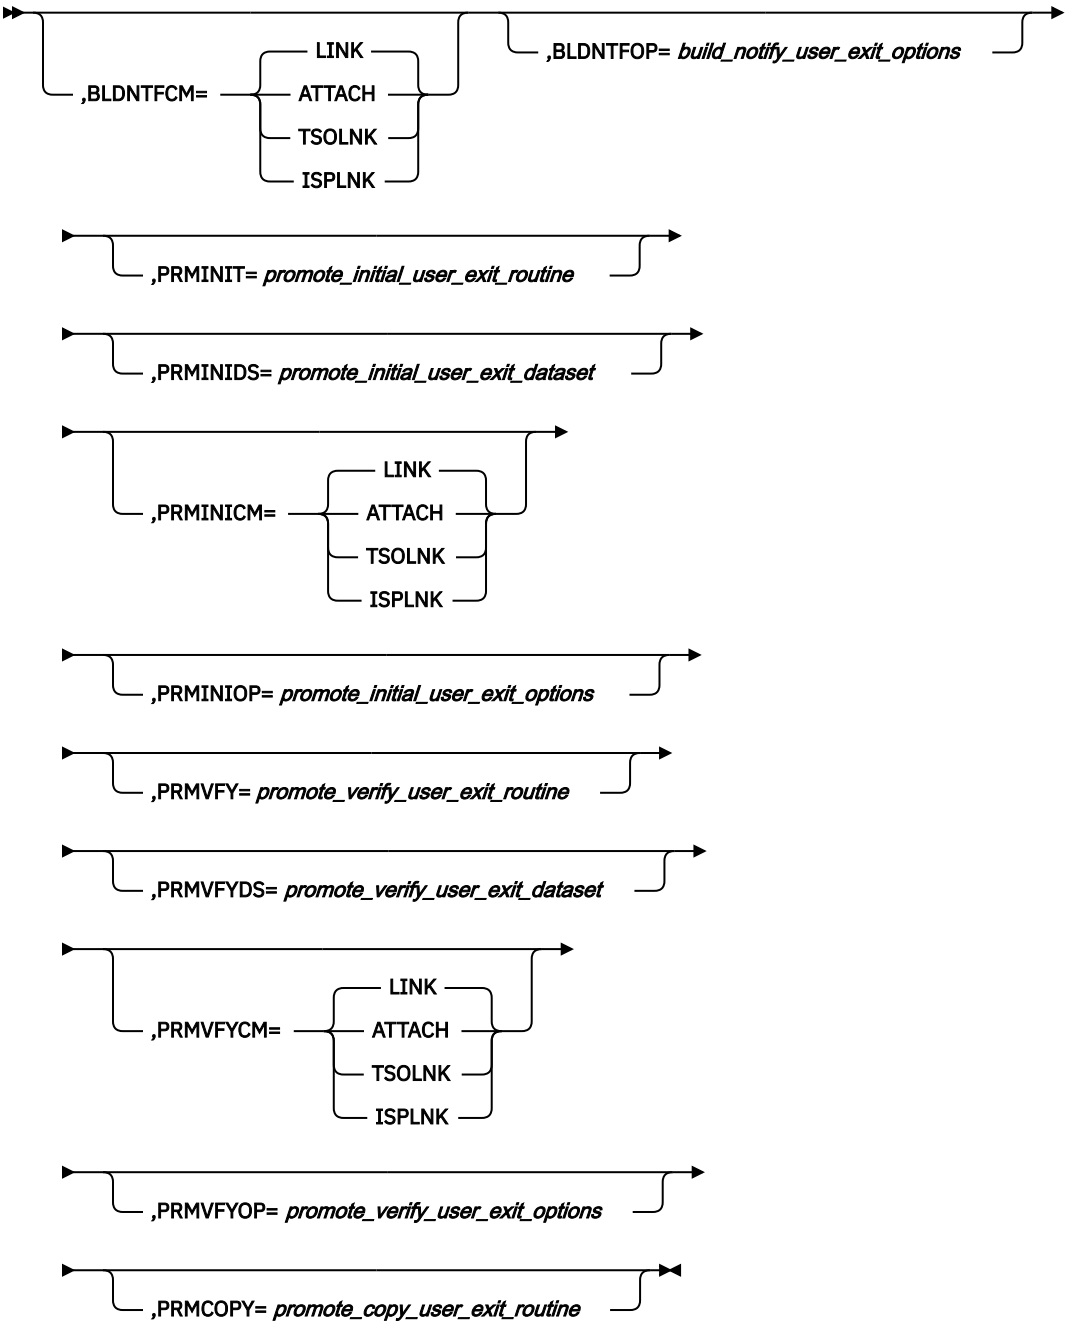 LINK
,BLDNTFOP= build_notify_user_exit_options
,BLDNTFCM= ATTACH
TSOLNK
ISPLNK
,PRMINIT= promote_initial_user_exit_routine
,PRMINIDS= promote_initial_user_exit_dataset
LINK
,PRMINICM= ATTACH
TSOLNK
ISPLNK
,PRMINIOP= promote_initial_user_exit_options
,PRMVFY= promote_verify_user_exit_routine
,PRMVFYDS= promote_verify_user_exit_dataset
LINK
,PRMVFYCM= ATTACH
TSOLNK
ISPLNK
,PRMVFYOP= promote_verify_user_exit_options
,PRMCOPY= promote_copy_user_exit_routine